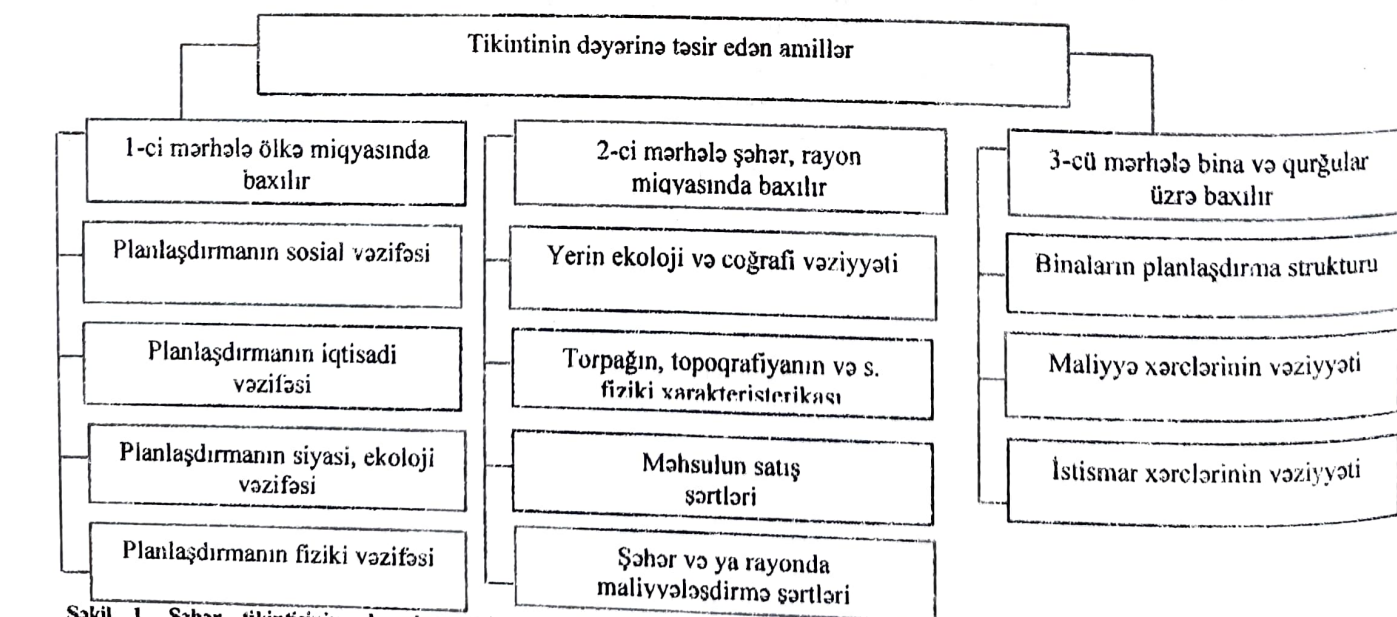 Tikintinin dəyərinə təsir edən amillər
1-ci mərhələ ölkə miqyasında
baxılır
Planlaşdırmanın sosial vəzifəsi
Planlaşdırmanın iqtisadi
vəzifəsi
Planlaşdırmanın siyasi, ekoloji
vəzifəsi
Planlaşdırmanın fiziki vəzifəsi
2-ci mərhələ şəhər, rayon
miqyasında baxılır
Yerin ekoloji və coğrafi vəziyyəti
Torpağın, topoqrafiyanın və s.
fiziki xarakteristerikası
Məhsulun satış
şərtləri
Şəhər və ya rayonda
maliyyələşdirmə şərtləri
3-cü mərhələ bina və qurğular
üzrə baxılır
Binaların planlaşdırma strukturu
Maliyyə xərclərinin vəziyyəti
İstismar xərclərinin vəziyyəti
Şəkil 1. Şəhər